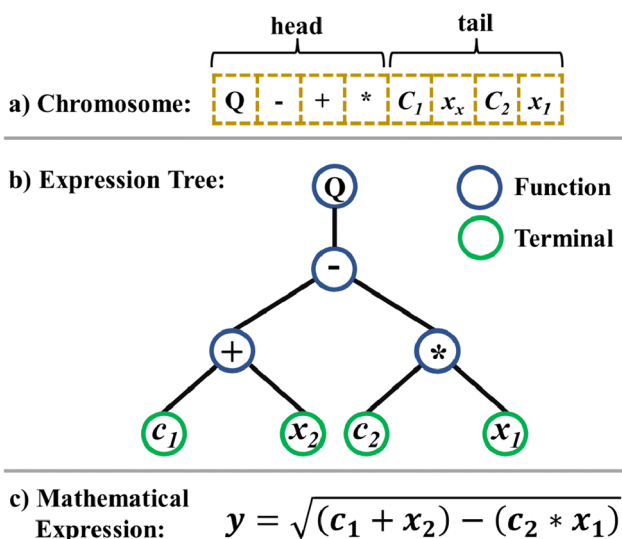 head tail
a) Chromosome: Q - + * C₁ xₓ C₂ x₁
b) Expression Tree:
Q
Function
Terminal
-
+ *
c₁ x₂ c₂ x₁
c) Mathematical
Expression:
y = √(c₁ + x₂) − (c₂ * x₁)